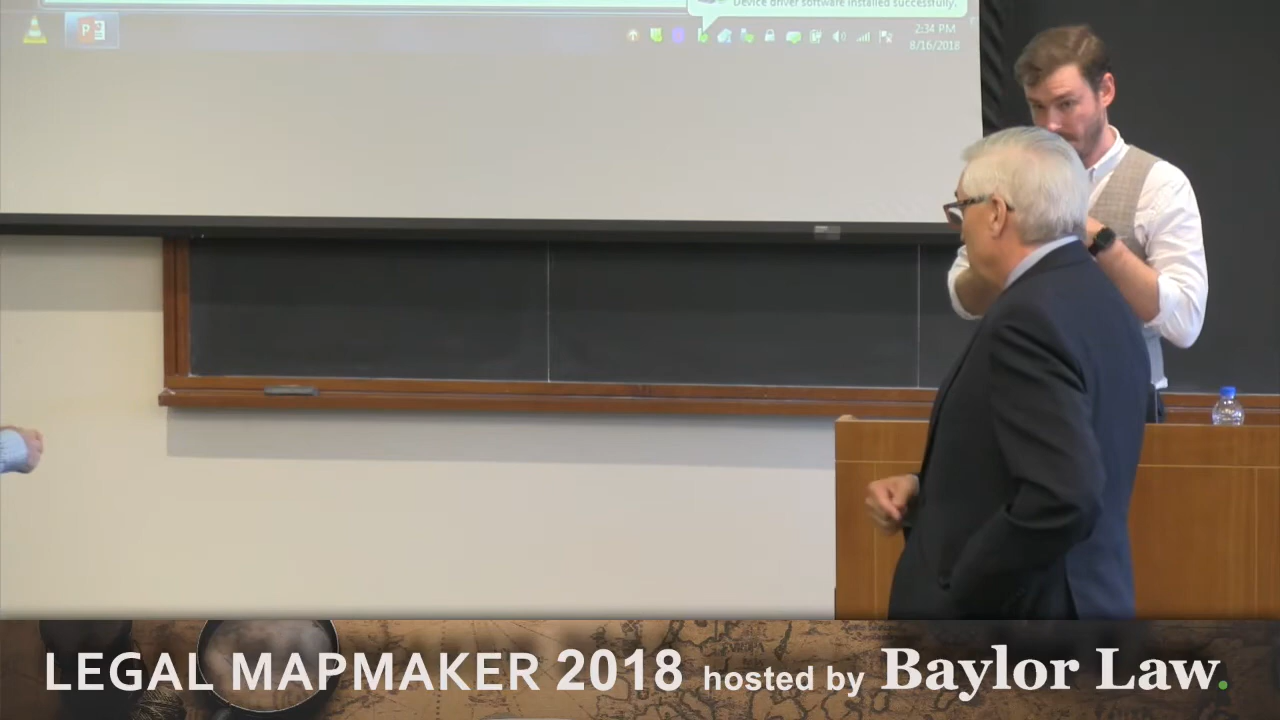 Device driver software installed successfully.
2:34 PM
8/16/2018
LEGAL MAPMAKER 2018 hosted by Baylor Law.